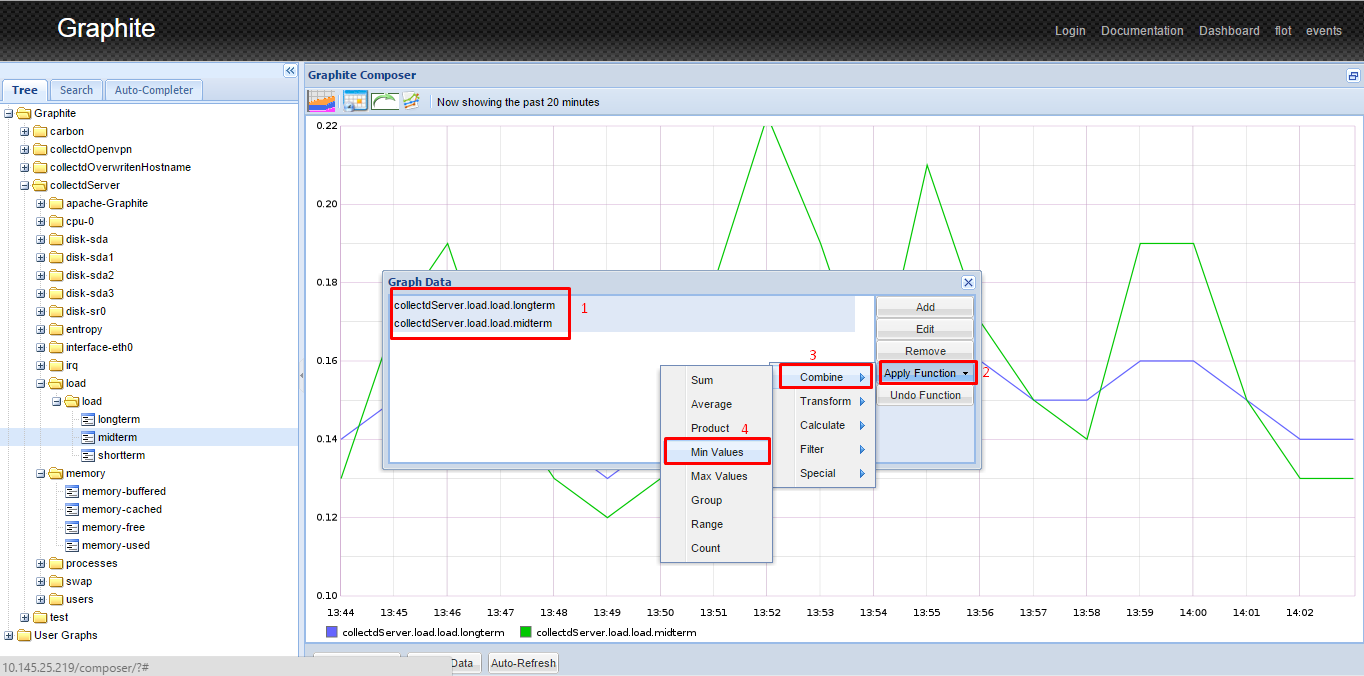 Graphite
Login Documentation Dashboard flot events
Tree Search Auto-Completer
Graphite
carbon
collectdOpenvpn
collectdOverwritenHostname
collectdServer
apache-Graphite
cpu-0
disk-sda
disk-sda1
disk-sda2
disk-sda3
disk-sr0
entropy
interface-eth0
irq
load
load
longterm
midterm
shortterm
memory
memory-buffered
memory-cached
memory-free
memory-used
processes
swap
users
test
User Graphs
10.145.25.219/composer/?#
Graphite Composer
Now showing the past 20 minutes
0.22
0.20
0.18
0.16
0.14
0.12
0.10
Graph Data
collectdServer.load.load.longterm
collectdServer.load.load.midterm
1
Add
Edit
Remove
Apply Function
2
Undo Function
3
Combine
Transform
Calculate
Filter
Special
Sum
Average
Product
4
Min Values
Max Values
Group
Range
Count
13:44 13:45 13:46 13:47 13:48 13:49 13:50 13:51 13:52 13:53 13:54 13:55 13:56 13:57 13:58 13:59 14:00 14:01 14:02
collectdServer.load.load.longterm collectdServer.load.load.midterm
Data Auto-Refresh